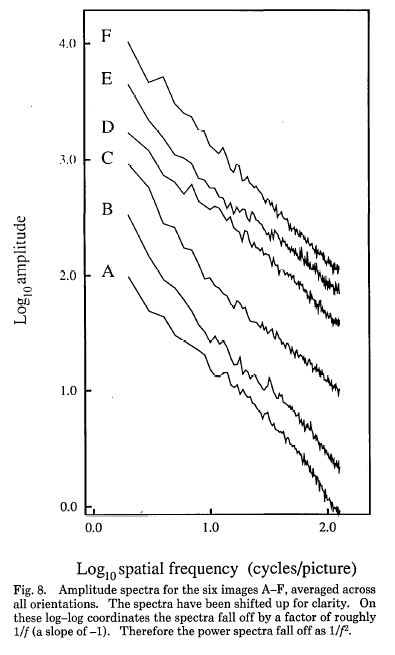 4.0
F
E
D
3.0
C
B
2.0
A
1.0
0.0
0.0 1.0 2.0
Log10 amplitude
Log10 spatial frequency (cycles/picture)
Fig. 8. Amplitude spectra for the six images A–F, averaged across
all orientations. The spectra have been shifted up for clarity. On
these log–log coordinates the spectra fall off by a factor of roughly
1/f (a slope of −1). Therefore the power spectra fall off as 1/f².